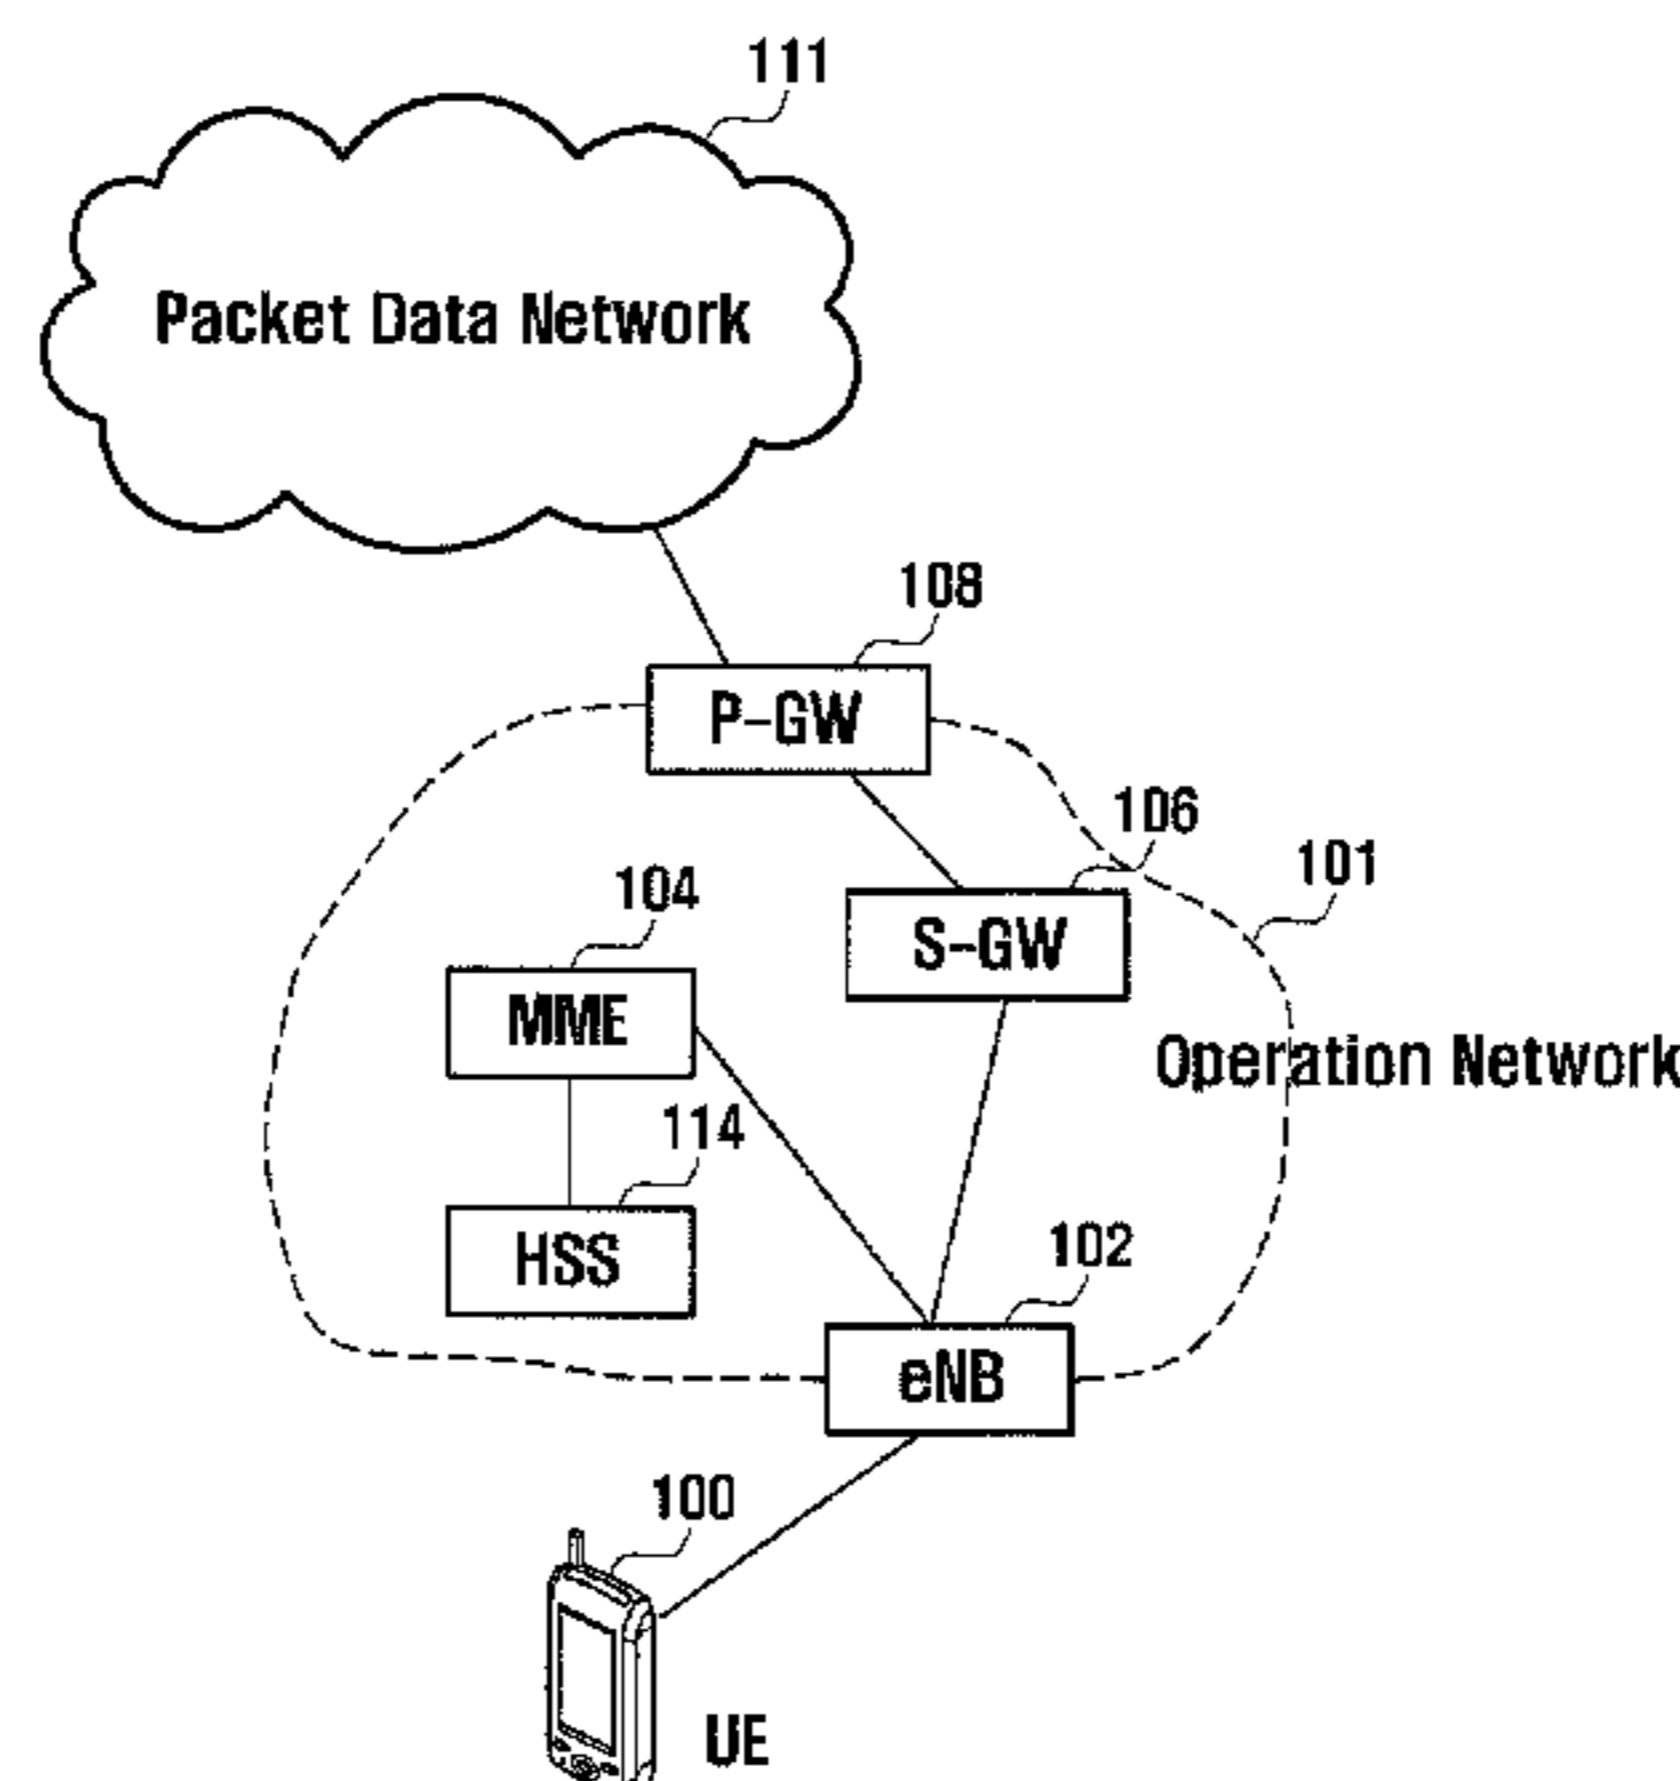 111
Packet Data Network
108
P-GW
106
101
104
S-GW
MME
Operation Network
114
102
HSS
eNB
100
UE